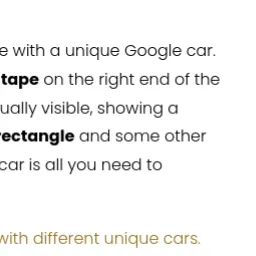 e with a unique Google car.
tape on the right end of the
ually visible, showing a
rectangle and some other
car is all you need to
with different unique cars.